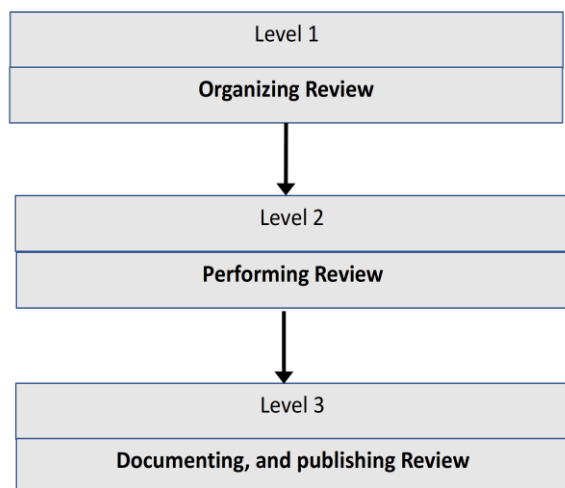 Level 1
Organizing Review
Level 2
Performing Review
Level 3
Documenting, and publishing Review